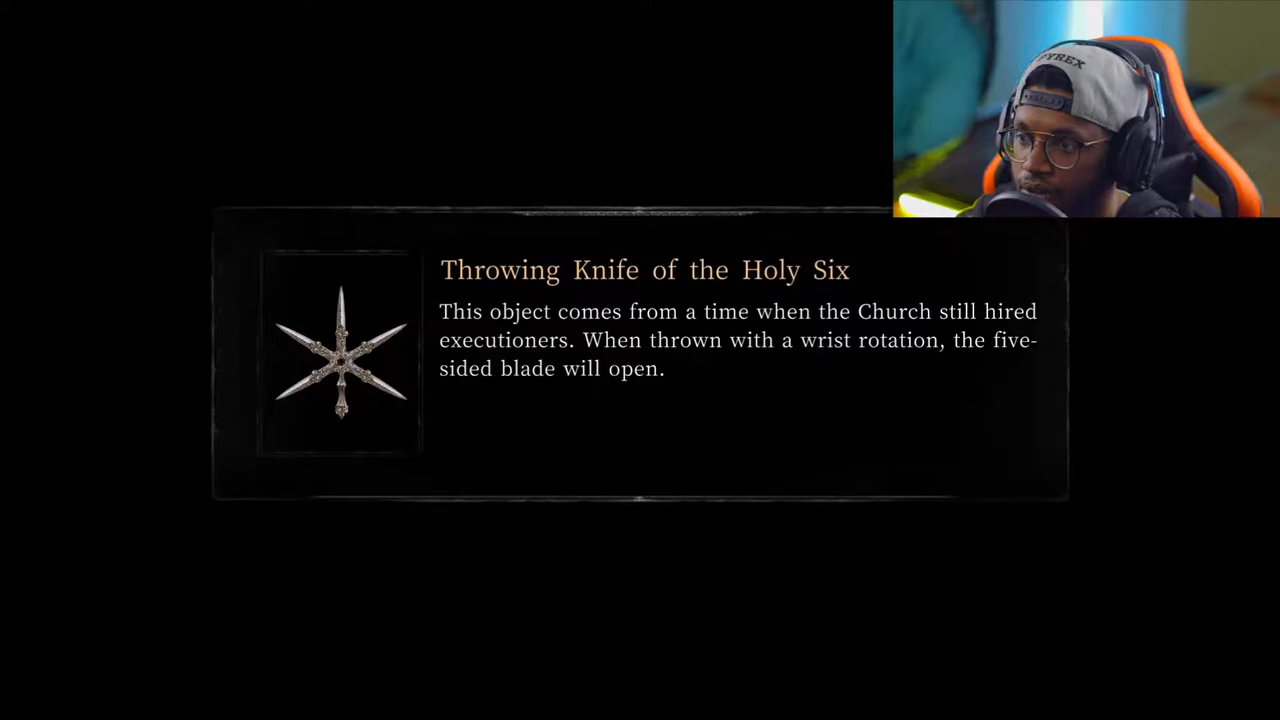 PYREX
Throwing Knife of the Holy Six
This object comes from a time when the Church still hired
executioners. When thrown with a wrist rotation, the five-
sided blade will open.